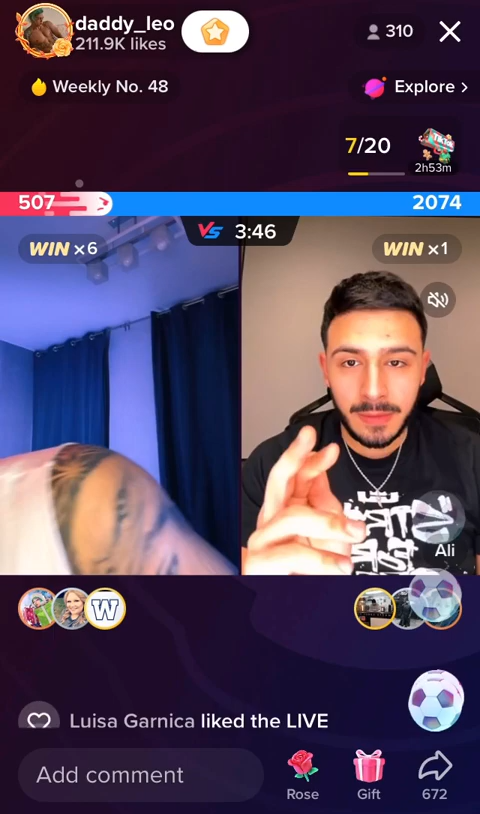 daddy_leo
211.9K likes
310
Weekly No. 48
Explore >
7/20
2h53m
507
2074
VS 3:46
WIN x6
WIN x1
Ali
W
Luisa Garnica liked the LIVE
Add comment
Rose
Gift
672